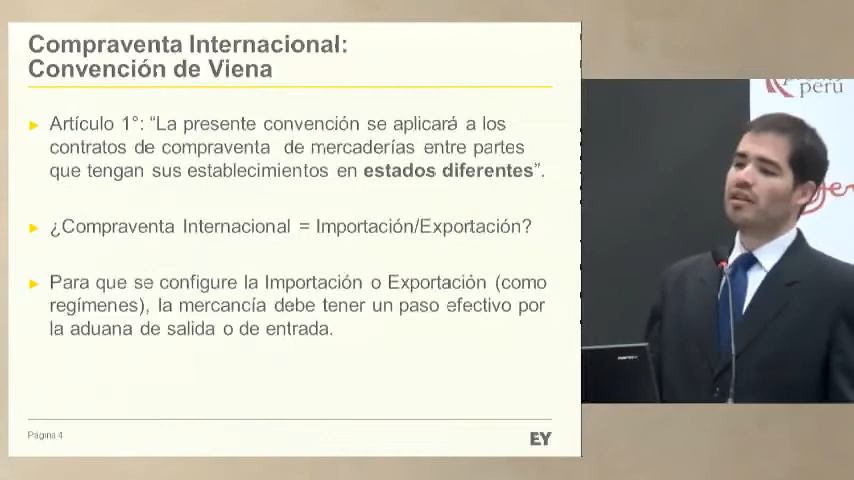 Compraventa Internacional:
Convención de Viena
► Artículo 1°: “La presente convención se aplicará a los
contratos de compraventa de mercaderías entre partes
que tengan sus establecimientos en estados diferentes”.
► ¿Compraventa Internacional = Importación/Exportación?
► Para que se configure la Importación o Exportación (como
regímenes), la mercancía debe tener un paso efectivo por
la aduana de salida o de entrada.
Página 4
EY
perú